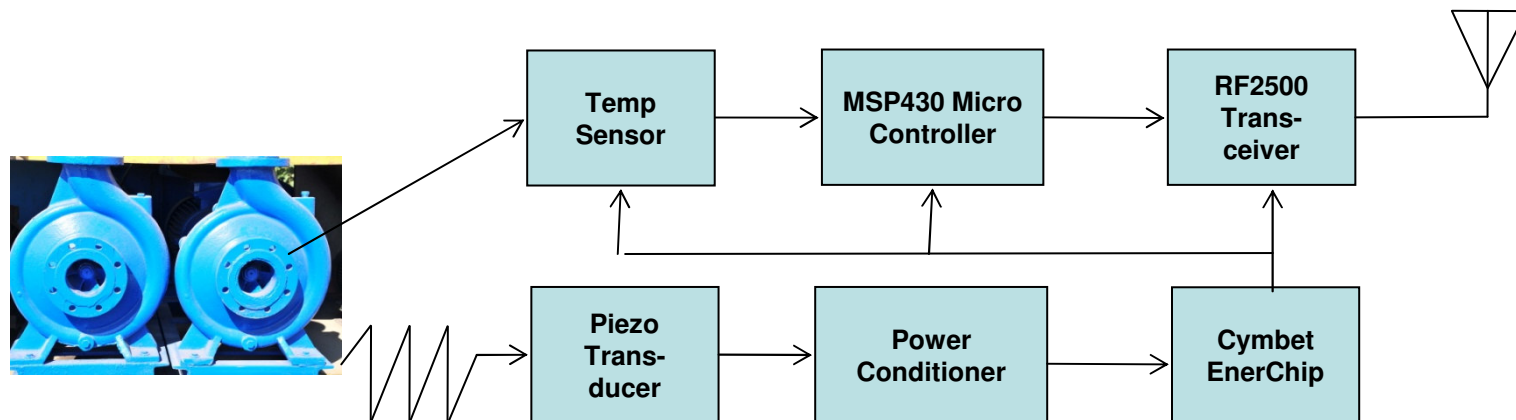 Temp
Sensor
MSP430 Micro
Controller
RF2500
Trans-
ceiver
Piezo
Trans-
ducer
Power
Conditioner
Cymbet
EnerChip